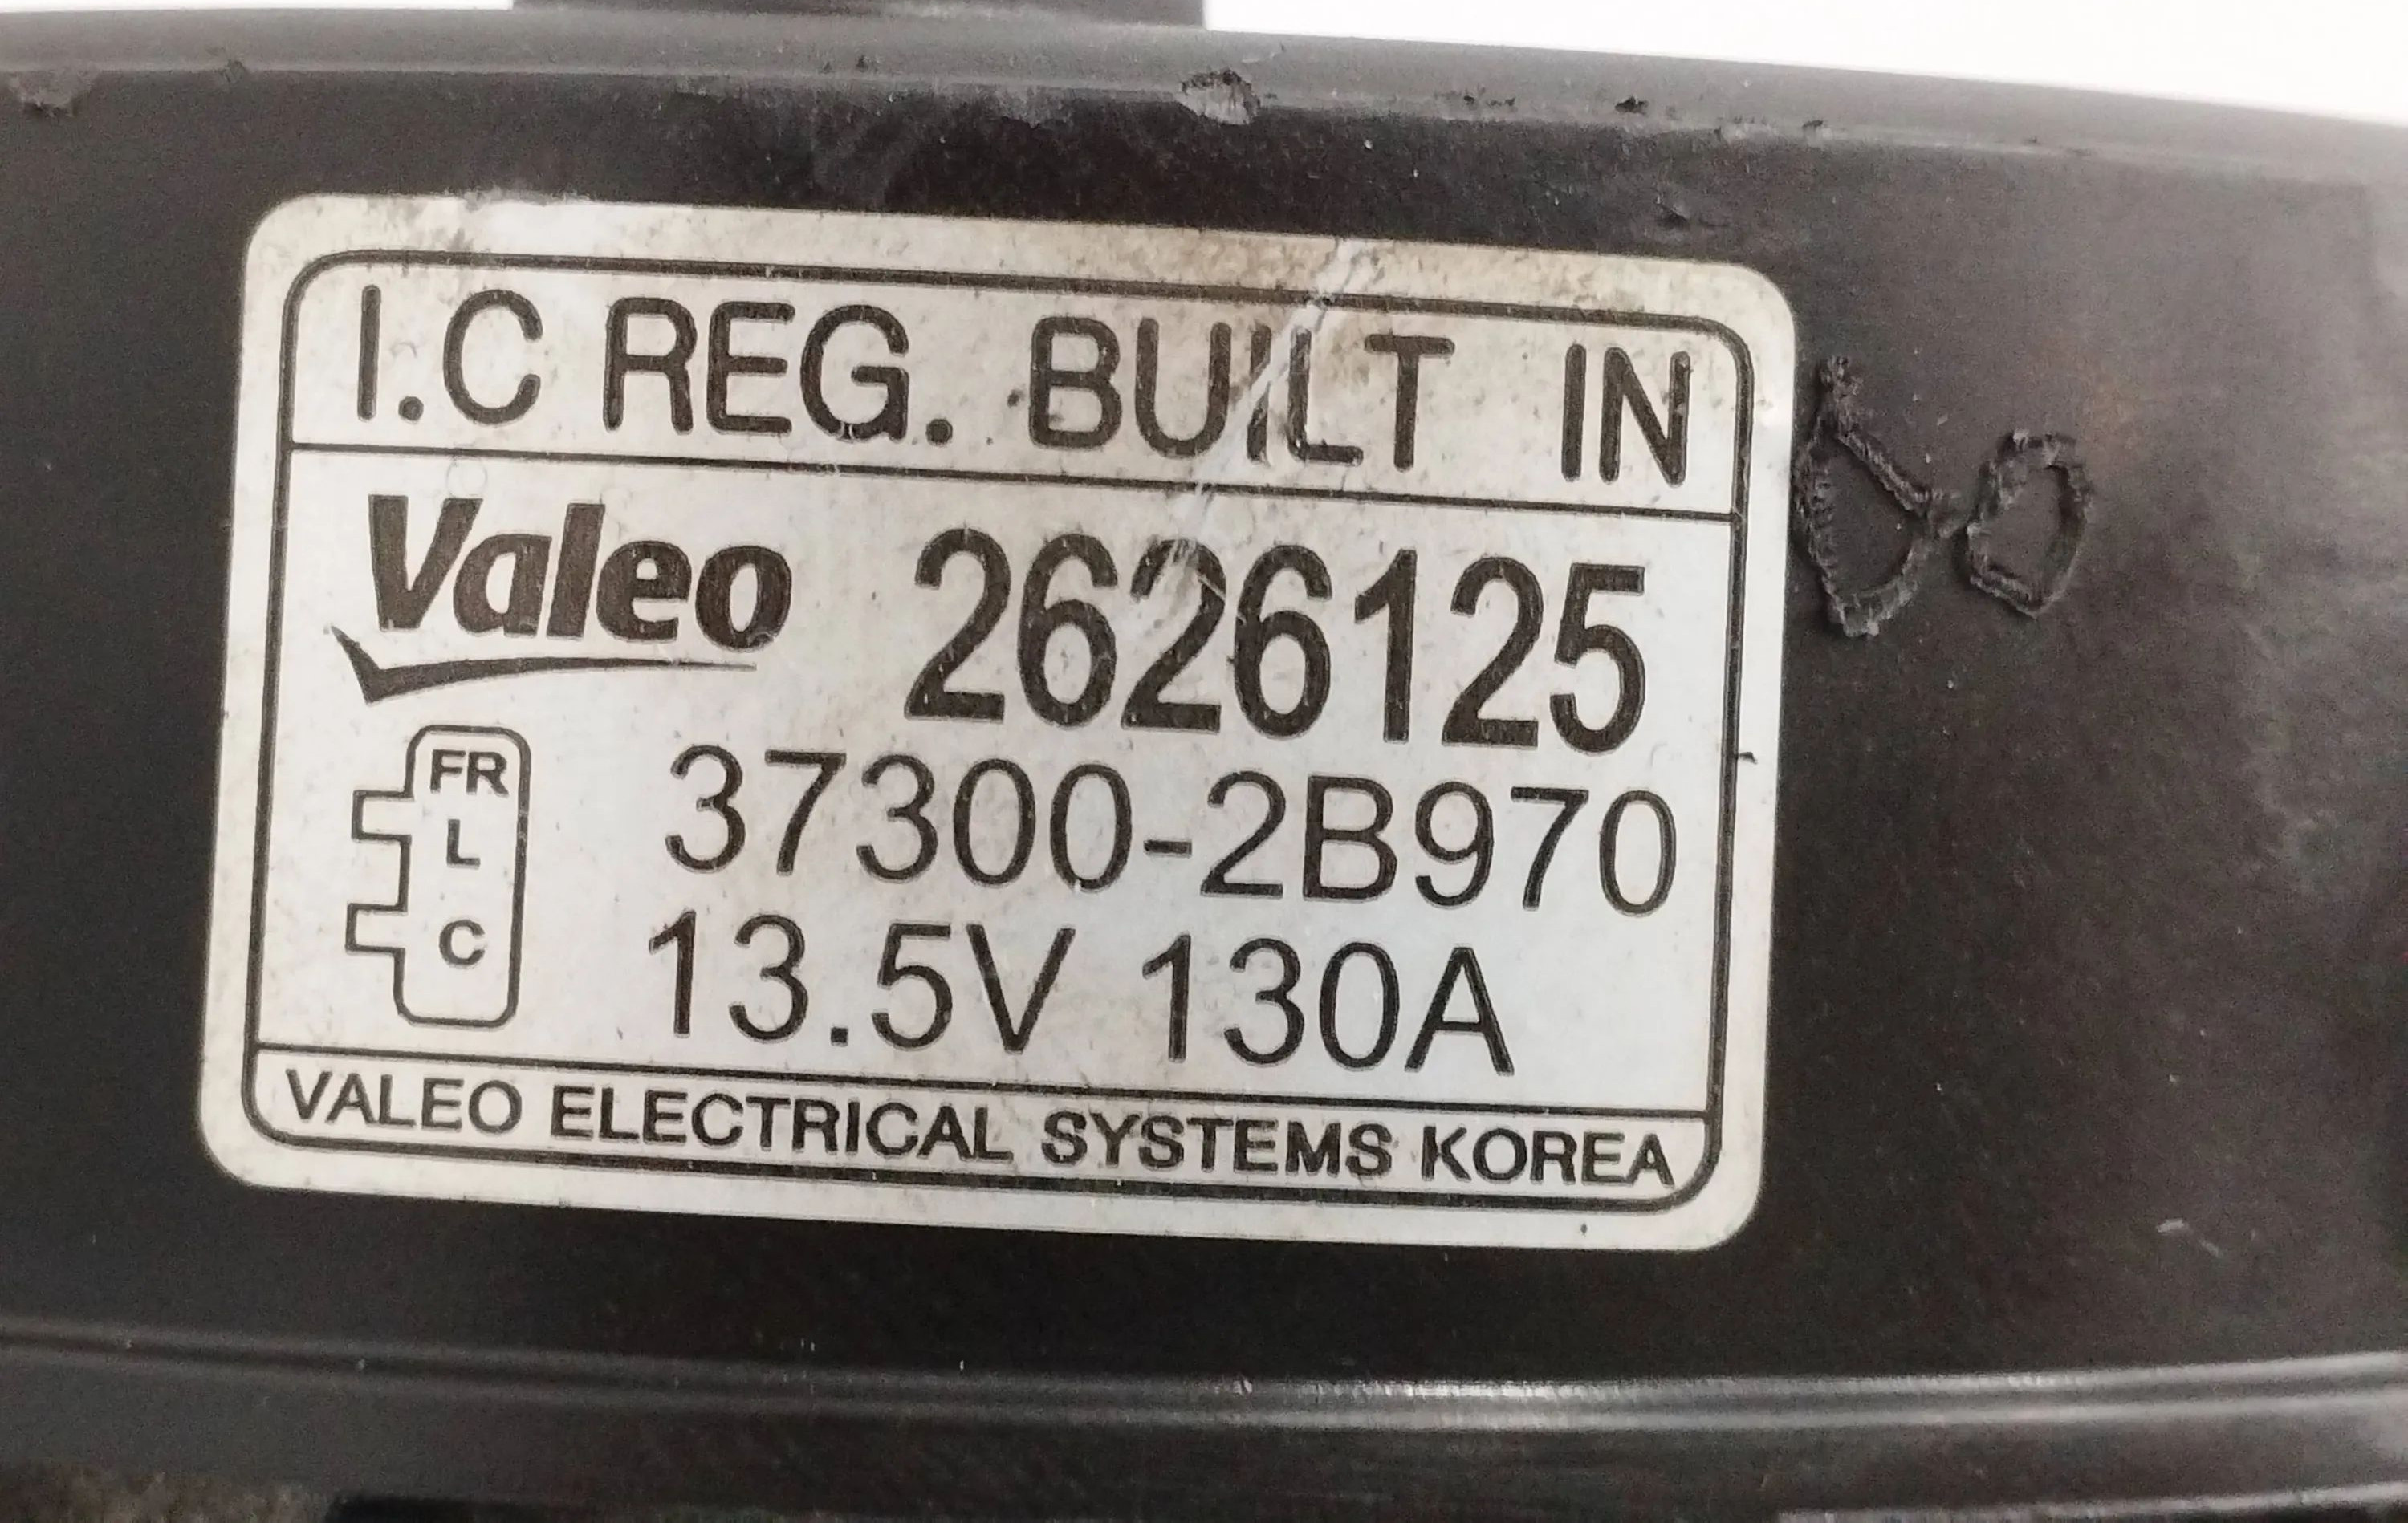 I.C REG. BUILT IN
Valeo 2626125
FR
L
C
37300-2B970
13.5V 130A
VALEO ELECTRICAL SYSTEMS KOREA